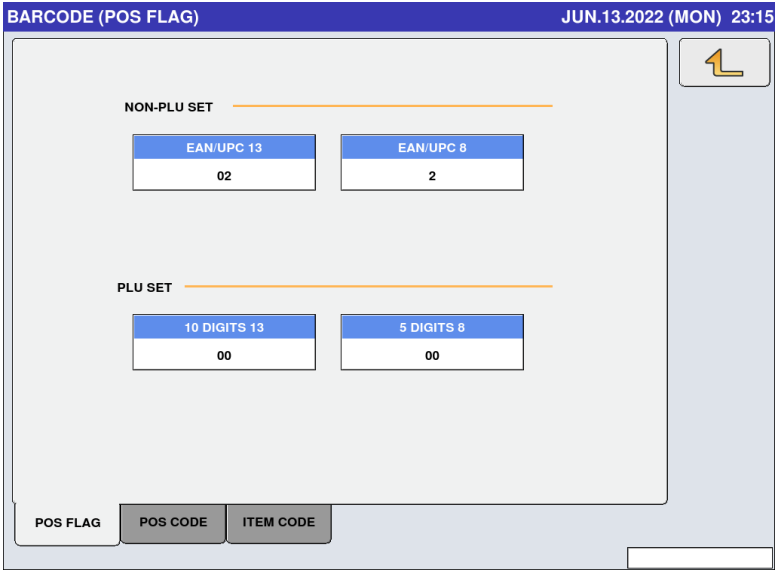 BARCODE (POS FLAG) JUN.13.2022 (MON) 23:15
NON-PLU SET
EAN/UPC 13 EAN/UPC 8
02 2
PLU SET
10 DIGITS 13 5 DIGITS 8
00 00
POS FLAG POS CODE ITEM CODE